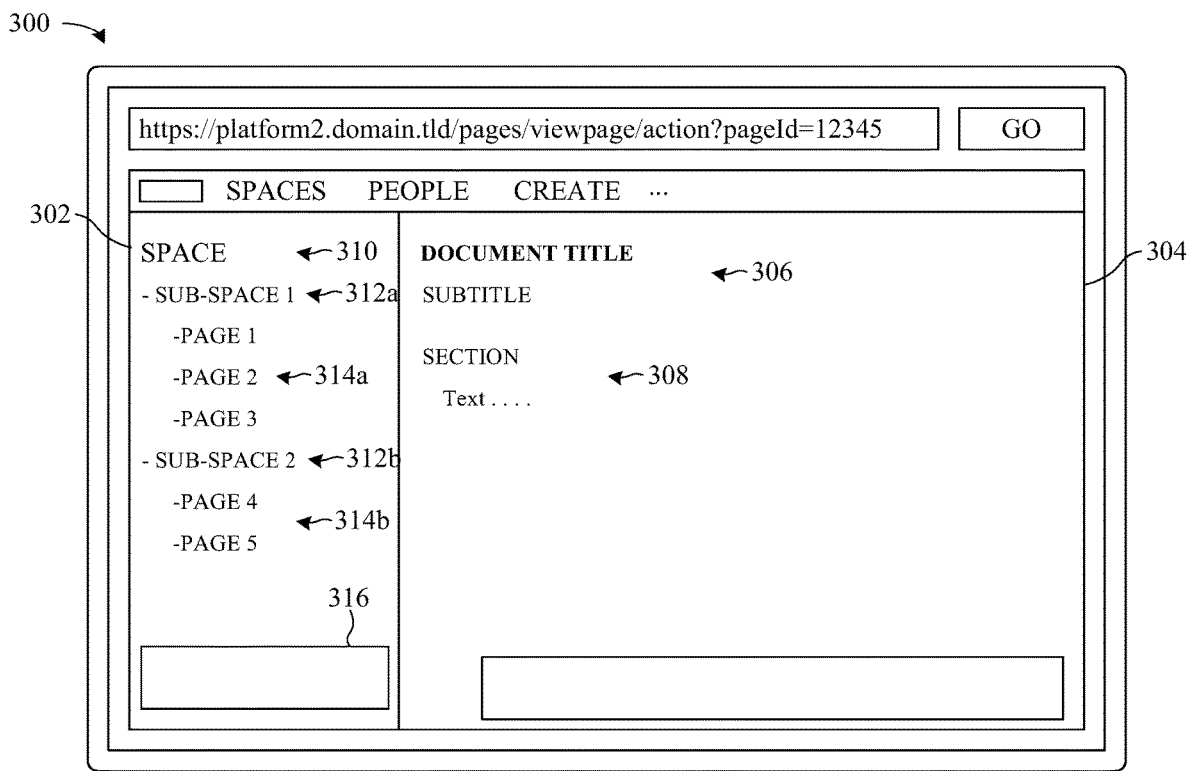 300
https://platform2.domain.tld/pages/viewpage/action?pageId=12345 GO
SPACES PEOPLE CREATE ...
302
SPACE 310
DOCUMENT TITLE
304
306
- SUB-SPACE 1 312a
SUBTITLE
-PAGE 1
SECTION
-PAGE 2 314a
308
Text . . . .
-PAGE 3
- SUB-SPACE 2 312b
-PAGE 4
314b
-PAGE 5
316